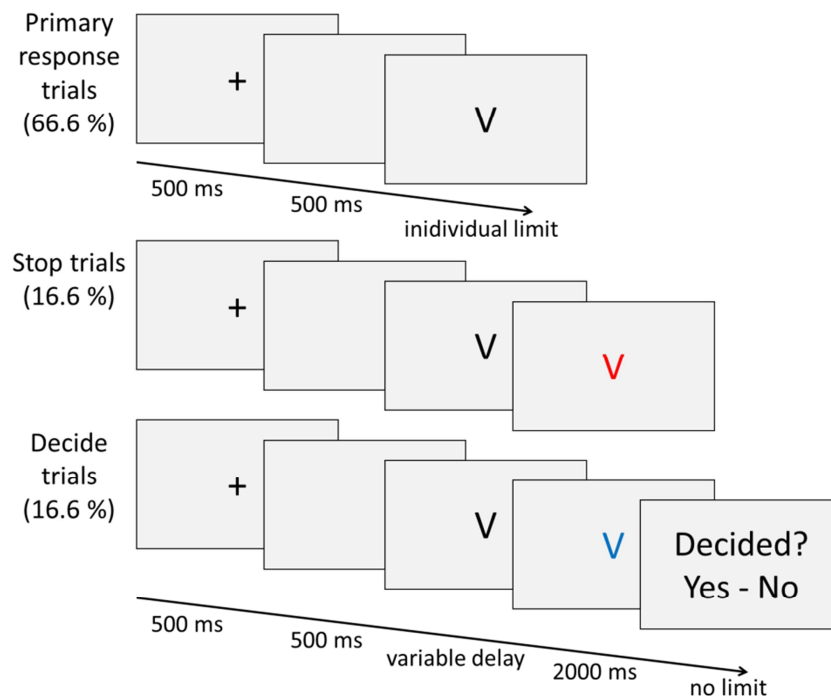 Primary
response
trials
(66.6 %)
+
V
500 ms
500 ms
inidividual limit
Stop trials
(16.6 %)
+
V
V
Decide
trials
(16.6 %)
+
V
V
Decided?
Yes - No
500 ms
500 ms
variable delay
2000 ms
no limit